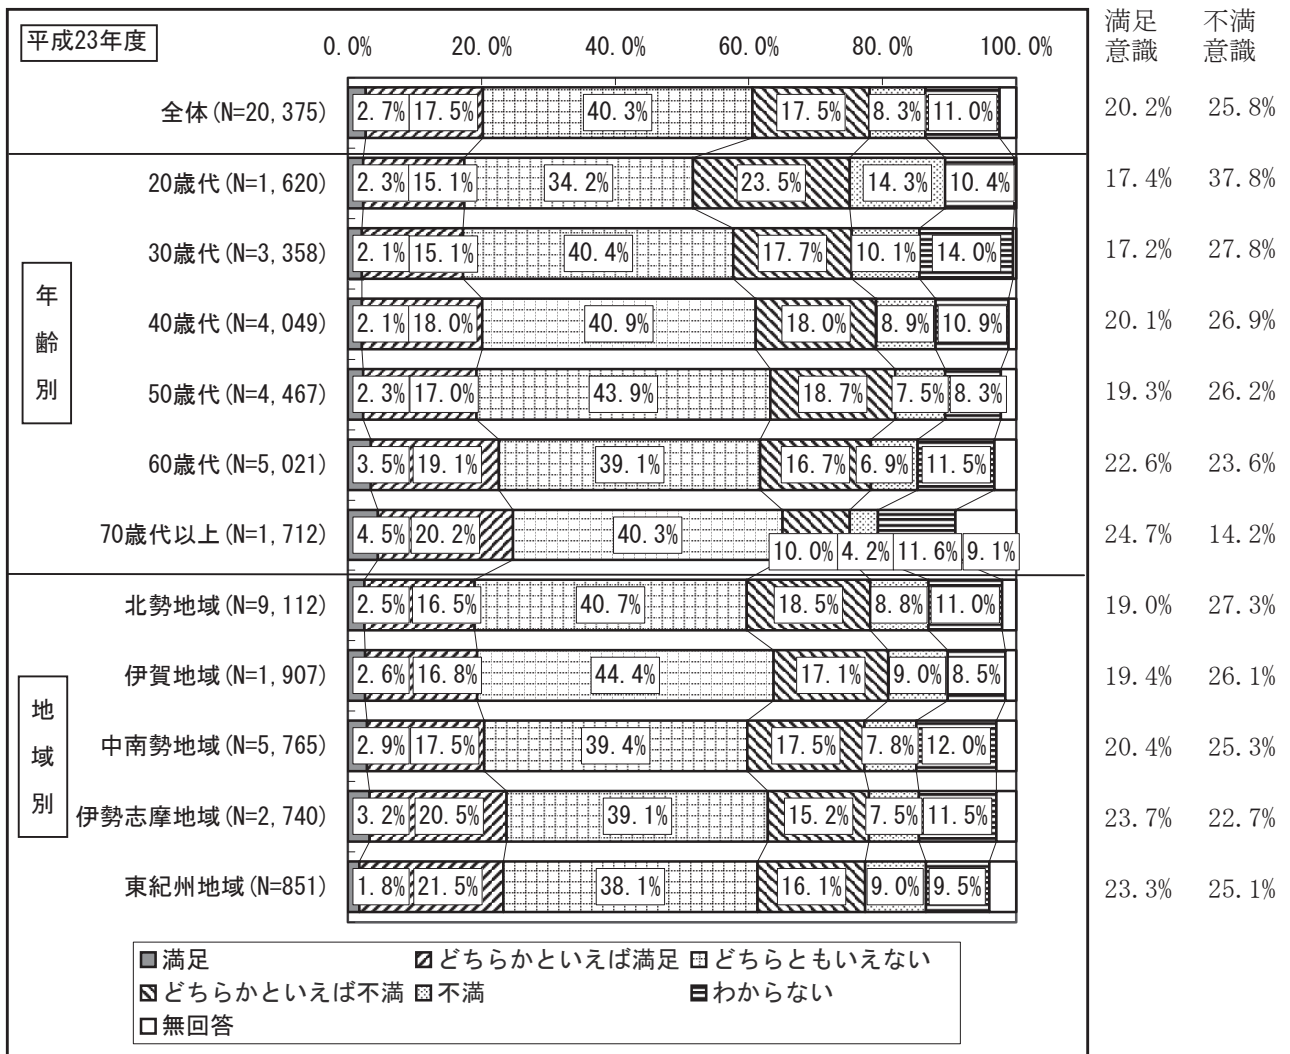 平成23年度
0.0% 20.0% 40.0% 60.0% 80.0% 100.0%
満足意識 不満意識
全体(N=20,375) 2.7% 17.5% 40.3% 17.5% 8.3% 11.0% 20.2% 25.8%
年齢別
20歳代(N=1,620) 2.3% 15.1% 34.2% 23.5% 14.3% 10.4% 17.4% 37.8%
30歳代(N=3,358) 2.1% 15.1% 40.4% 17.7% 10.1% 14.0% 17.2% 27.8%
40歳代(N=4,049) 2.1% 18.0% 40.9% 18.0% 8.9% 10.9% 20.1% 26.9%
50歳代(N=4,467) 2.3% 17.0% 43.9% 18.7% 7.5% 8.3% 19.3% 26.2%
60歳代(N=5,021) 3.5% 19.1% 39.1% 16.7% 6.9% 11.5% 22.6% 23.6%
70歳代以上(N=1,712) 4.5% 20.2% 40.3% 10.0% 4.2% 11.6% 9.1% 24.7% 14.2%
地域別
北勢地域(N=9,112) 2.5% 16.5% 40.7% 18.5% 8.8% 11.0% 19.0% 27.3%
伊賀地域(N=1,907) 2.6% 16.8% 44.4% 17.1% 9.0% 8.5% 19.4% 26.1%
中南勢地域(N=5,765) 2.9% 17.5% 39.4% 17.5% 7.8% 12.0% 20.4% 25.3%
伊勢志摩地域(N=2,740) 3.2% 20.5% 39.1% 15.2% 7.5% 11.5% 23.7% 22.7%
東紀州地域(N=851) 1.8% 21.5% 38.1% 16.1% 9.0% 9.5% 23.3% 25.1%
満足 どちらかといえば満足 どちらともいえない
どちらかといえば不満 不満 わからない
無回答